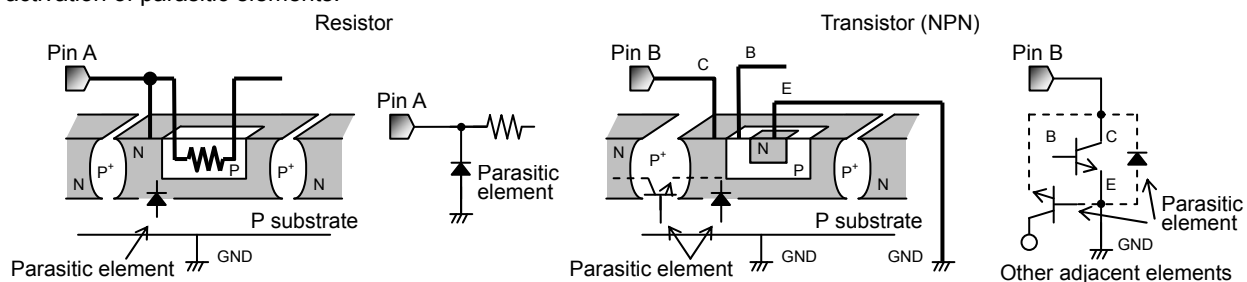 activation of parasitic elements.
Resistor
Transistor (NPN)
Pin A
Pin A
N
N
P+
P
P+
N
Parasitic
element
P substrate
GND
Parasitic element
Pin B
C
B
E
N
N
P+
N
P
P+
N
P substrate
GND
GND
Parasitic element
Pin B
B
C
E
Parasitic
element
GND
Other adjacent elements